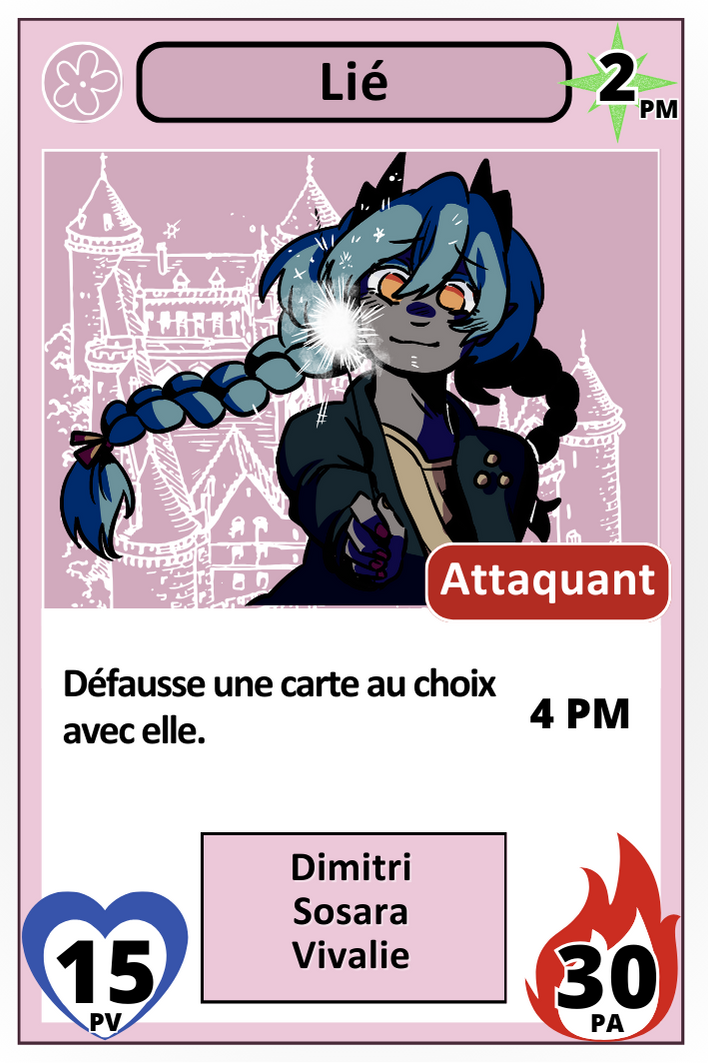 Lié
2
PM
Attaquant
Défausse une carte au choix
avec elle.
4 PM
Dimitri
Sosara
Vivalie
15
PV
30
PA